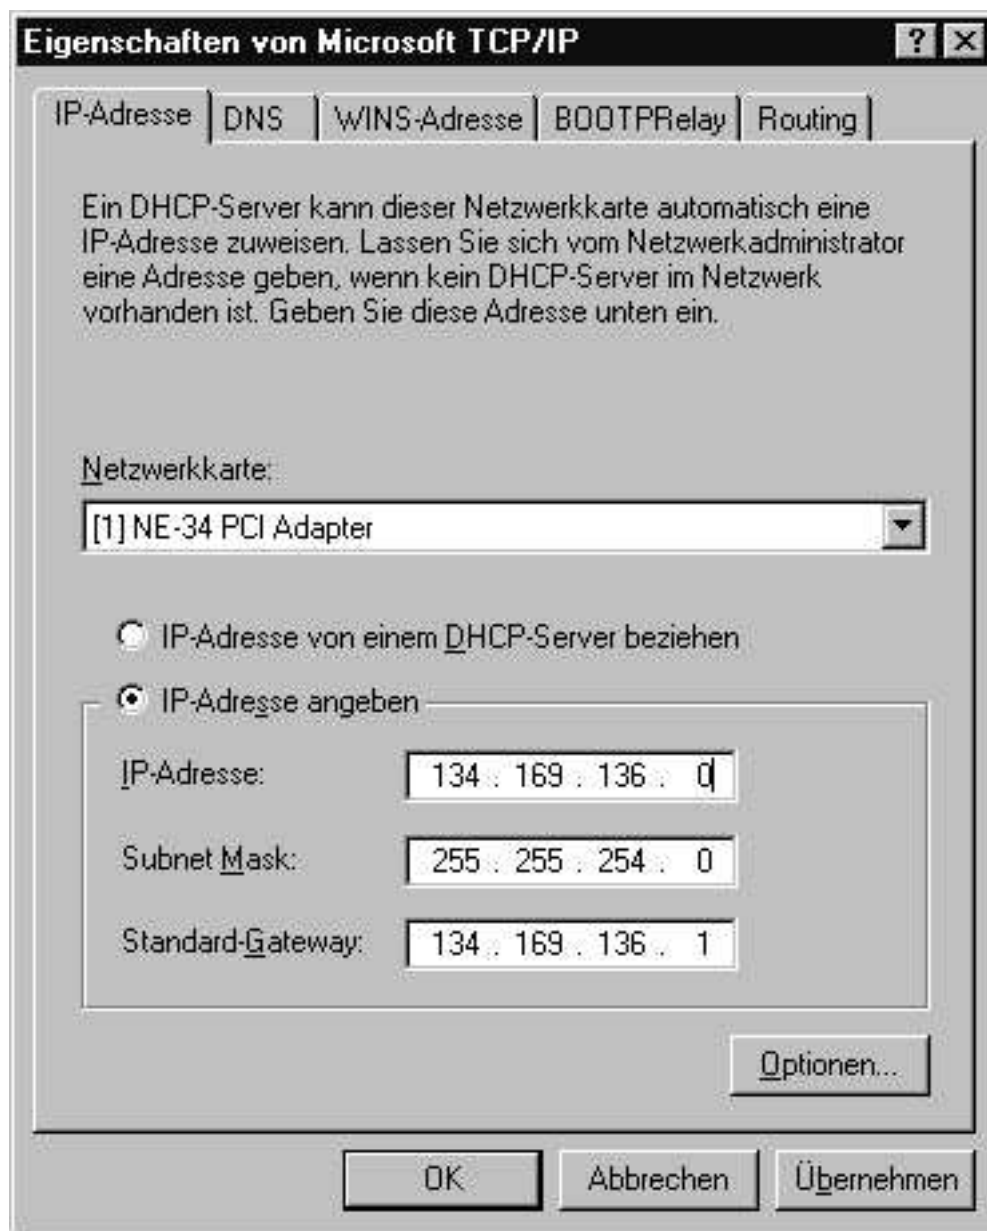 Eigenschaften von Microsoft TCP/IP
IP-Adresse DNS WINS-Adresse BOOTPRelay Routing
Ein DHCP-Server kann dieser Netzwerkkarte automatisch eine
IP-Adresse zuweisen. Lassen Sie sich vom Netzwerkadministrator
eine Adresse geben, wenn kein DHCP-Server im Netzwerk
vorhanden ist. Geben Sie diese Adresse unten ein.
Netzwerkkarte:
[1] NE-34 PCI Adapter
IP-Adresse von einem DHCP-Server beziehen
IP-Adresse angeben
IP-Adresse: 134 . 169 . 136 . 0
Subnet Mask: 255 . 255 . 254 . 0
Standard-Gateway: 134 . 169 . 136 . 1
Optionen...
OK Abbrechen Übernehmen